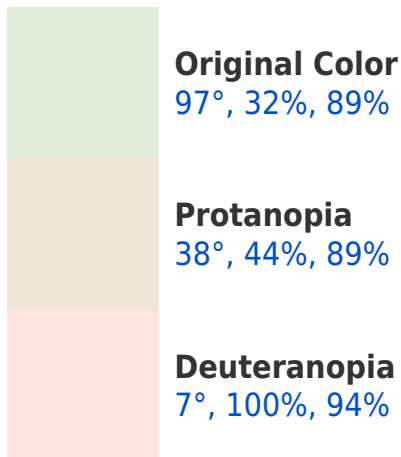 Original Color
97°, 32%, 89%
Protanopia
38°, 44%, 89%
Deuteranopia
7°, 100%, 94%